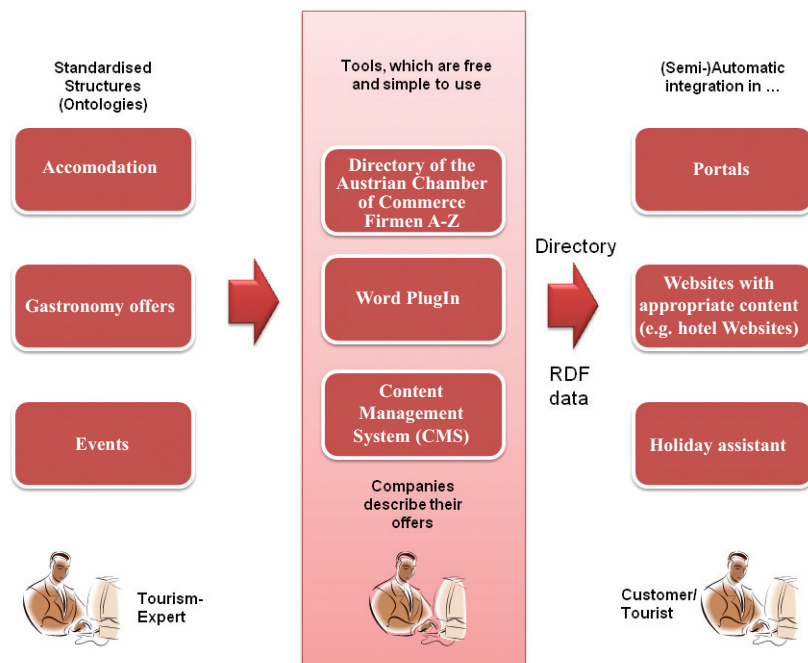 Standardised
Structures
(Ontologies)
Accomodation
Gastronomy offers
Events
Tourism-
Expert
Tools, which are free
and simple to use
Directory of the
Austrian Chamber
of Commerce
Firmen A-Z
Word PlugIn
Content
Management
System (CMS)
Companies
describe their
offers
Directory
RDF
data
(Semi-)Automatic
integration in ...
Portals
Websites with
appropriate content
(e.g. hotel Websites)
Holiday assistant
Customer/
Tourist